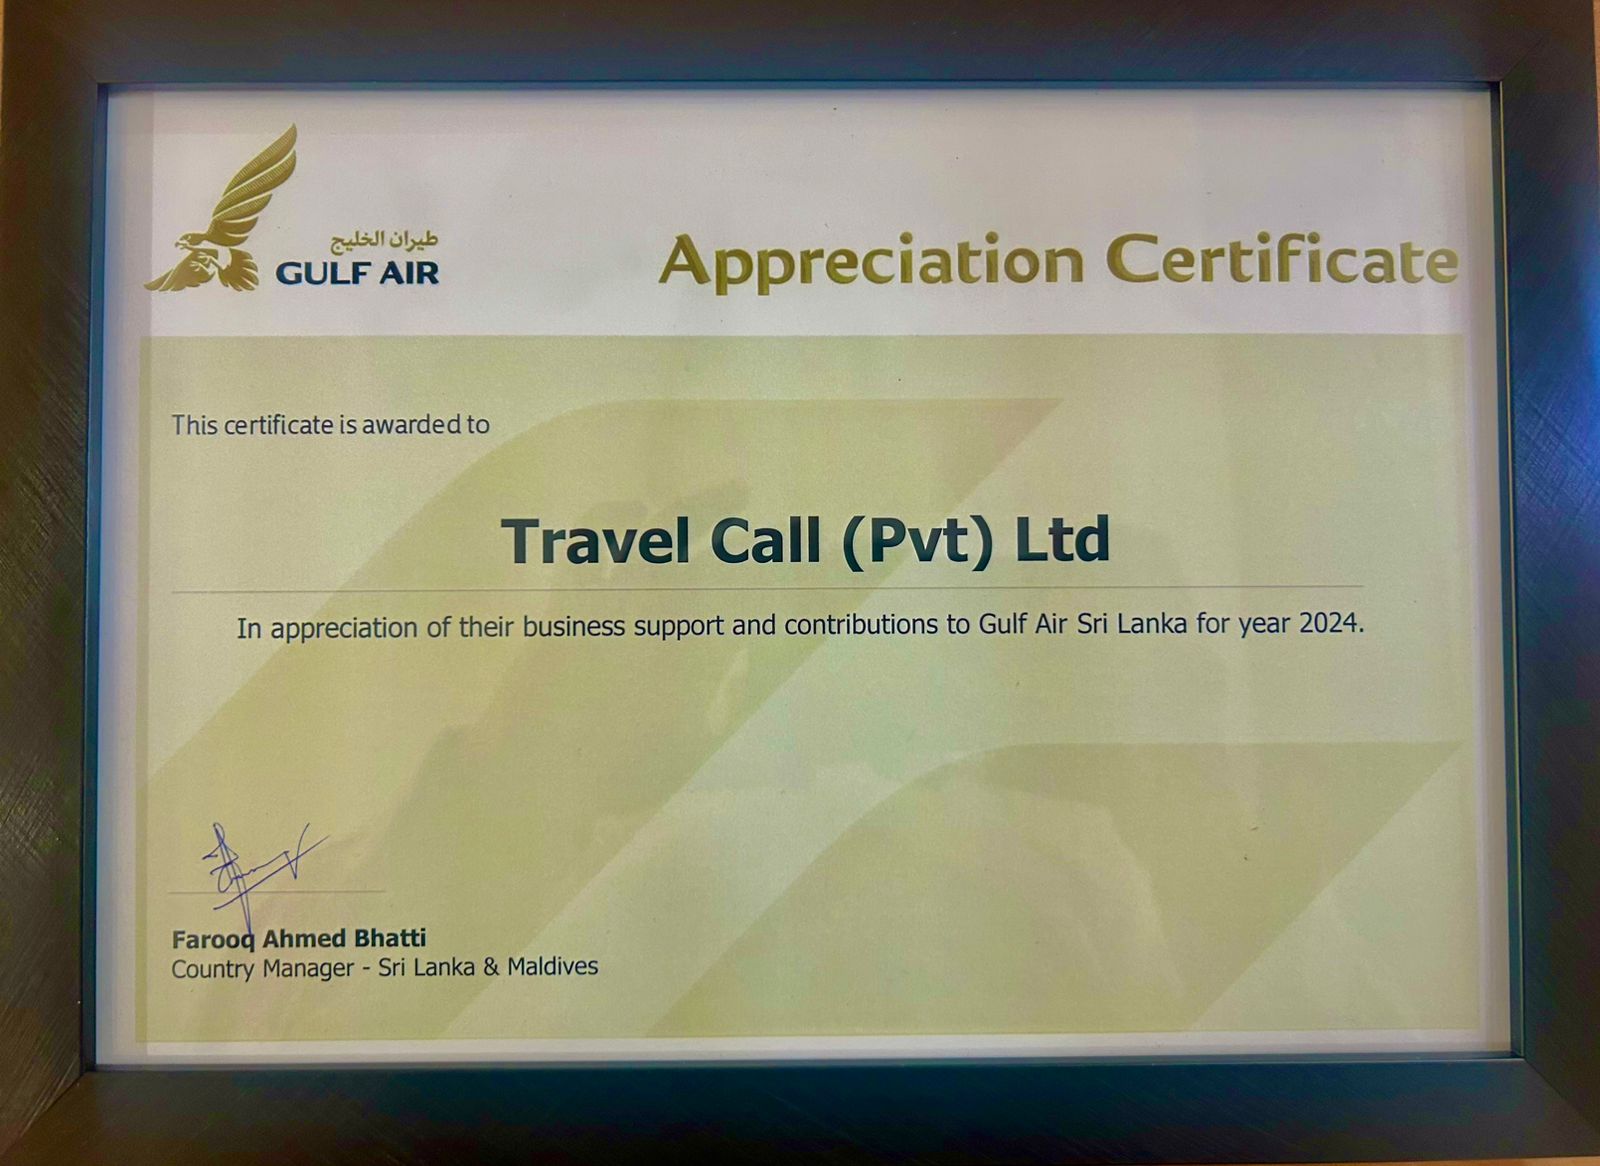 طيران الخليج
GULF AIR
Appreciation Certificate
This certificate is awarded to
Travel Call (Pvt) Ltd
In appreciation of their business support and contributions to Gulf Air Sri Lanka for year 2024.
Farooq Ahmed Bhatti
Country Manager - Sri Lanka & Maldives